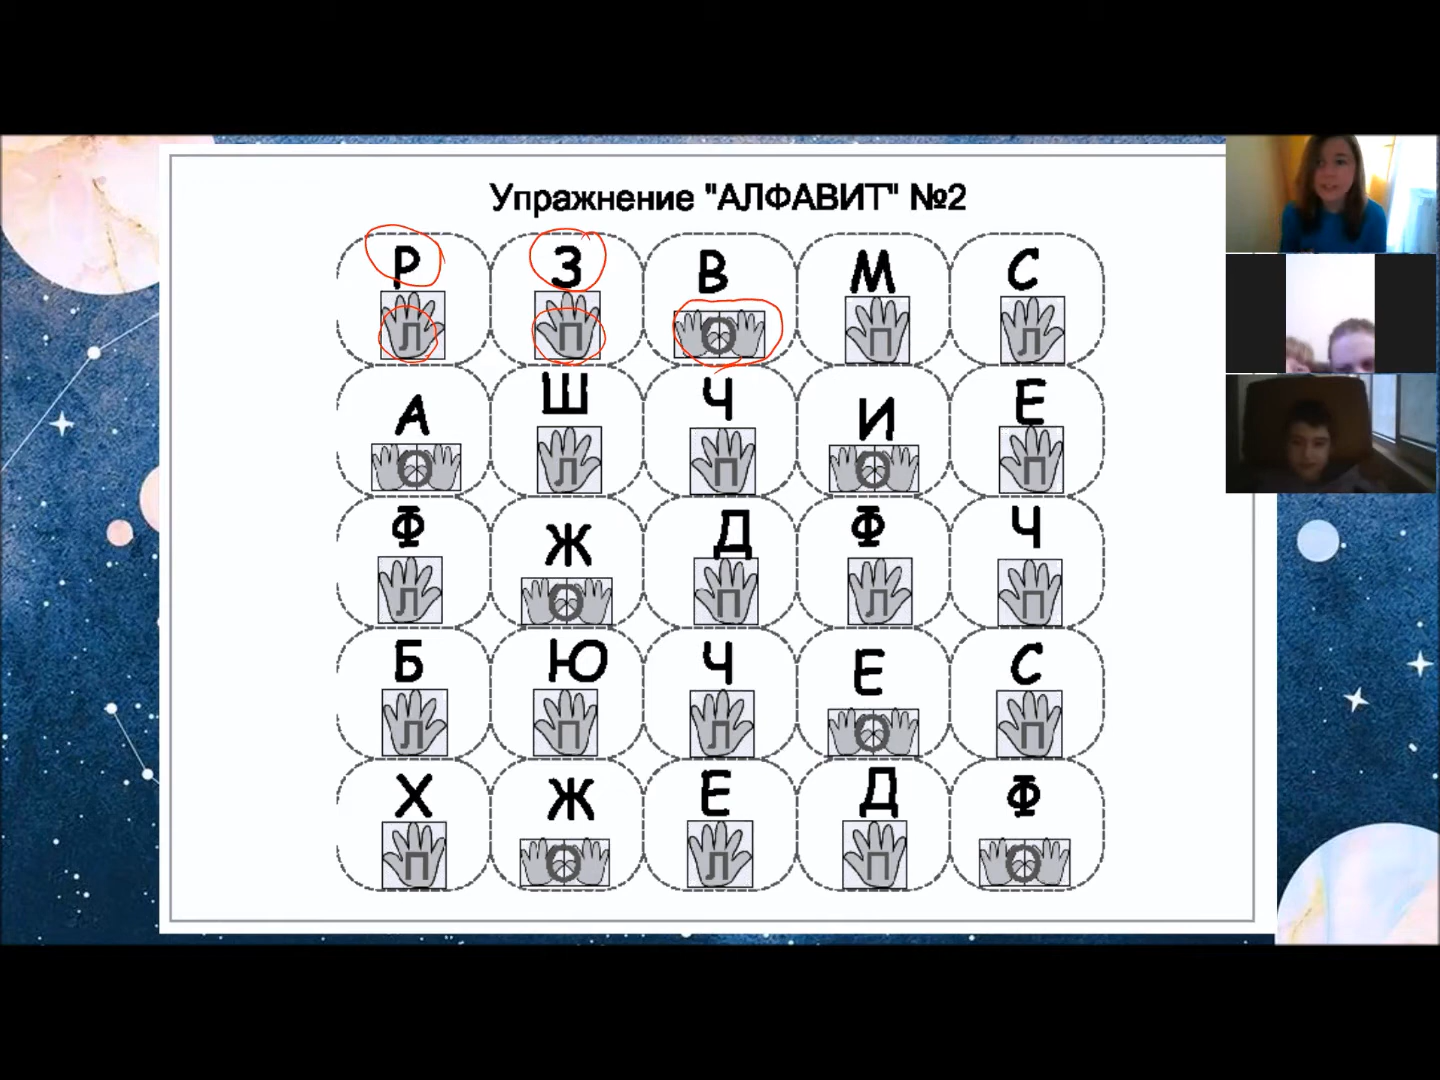 Упражнение "АЛФАВИТ" №2
Р З В М С
Л П О П Л
А Ш Ч И Е
О Л П О П
Ф Ж Д Ф Ч
Л О П Л П
Б Ю Ч Е С
Л П Л О П
Х Ж Е Д Ф
П О Л П О